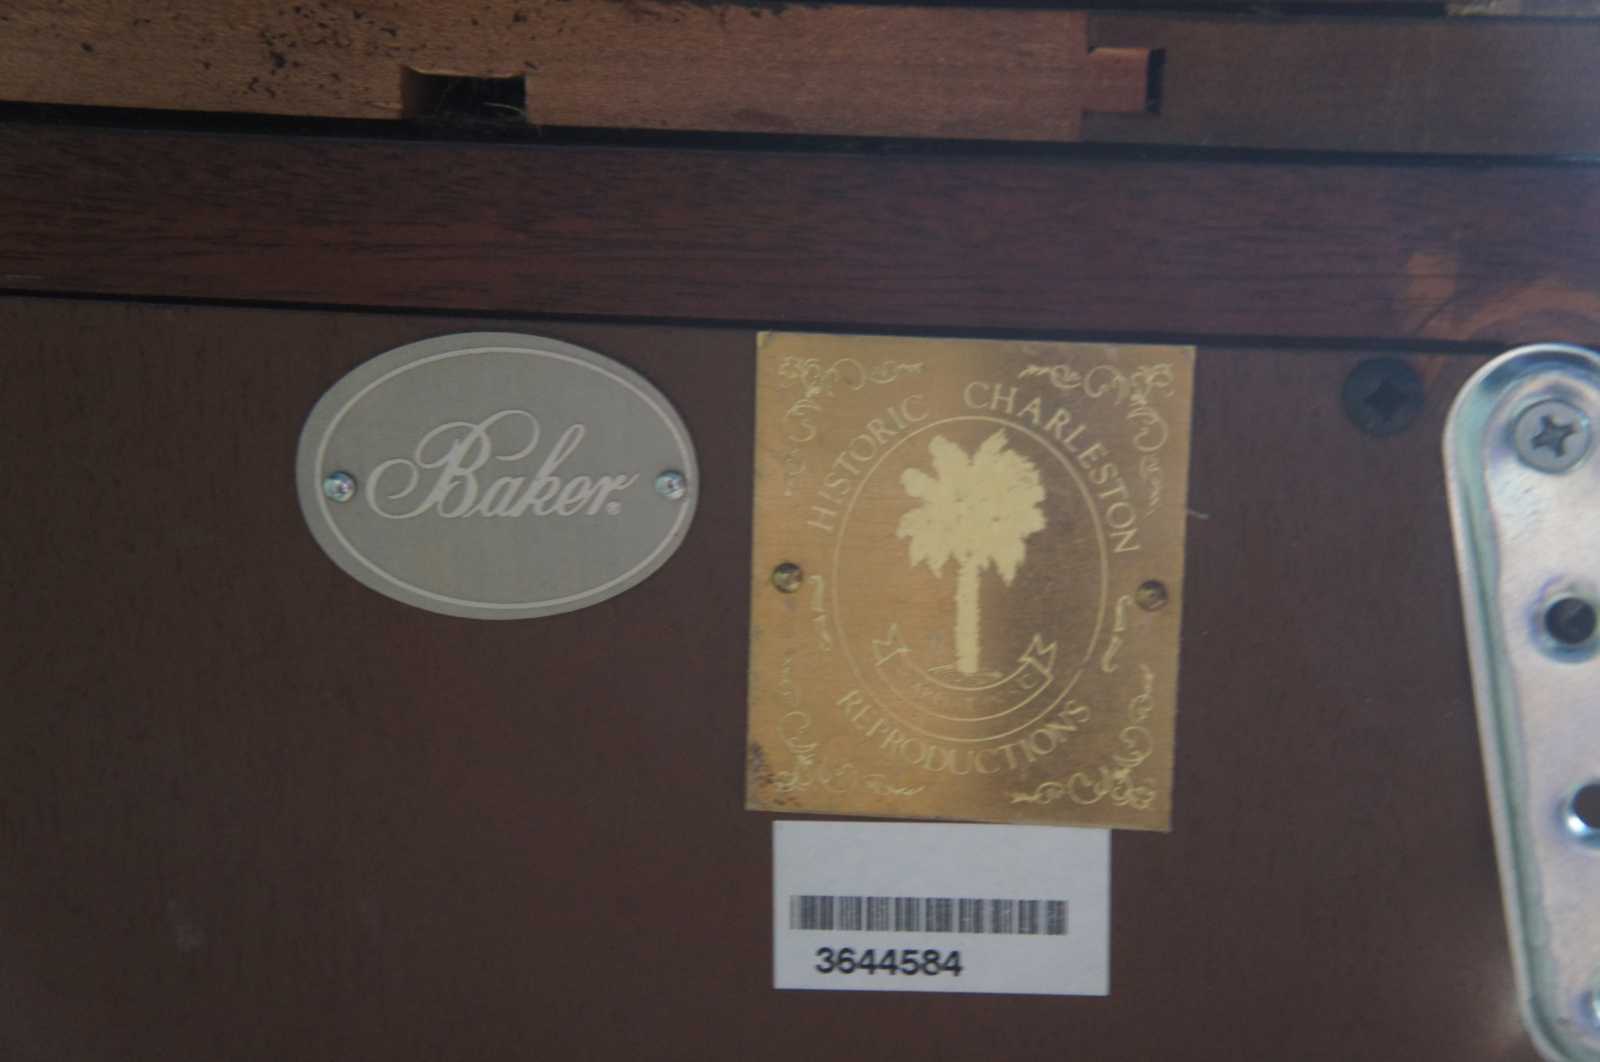 Baker®
HISTORIC CHARLESTON
REPRODUCTIONS
3644584